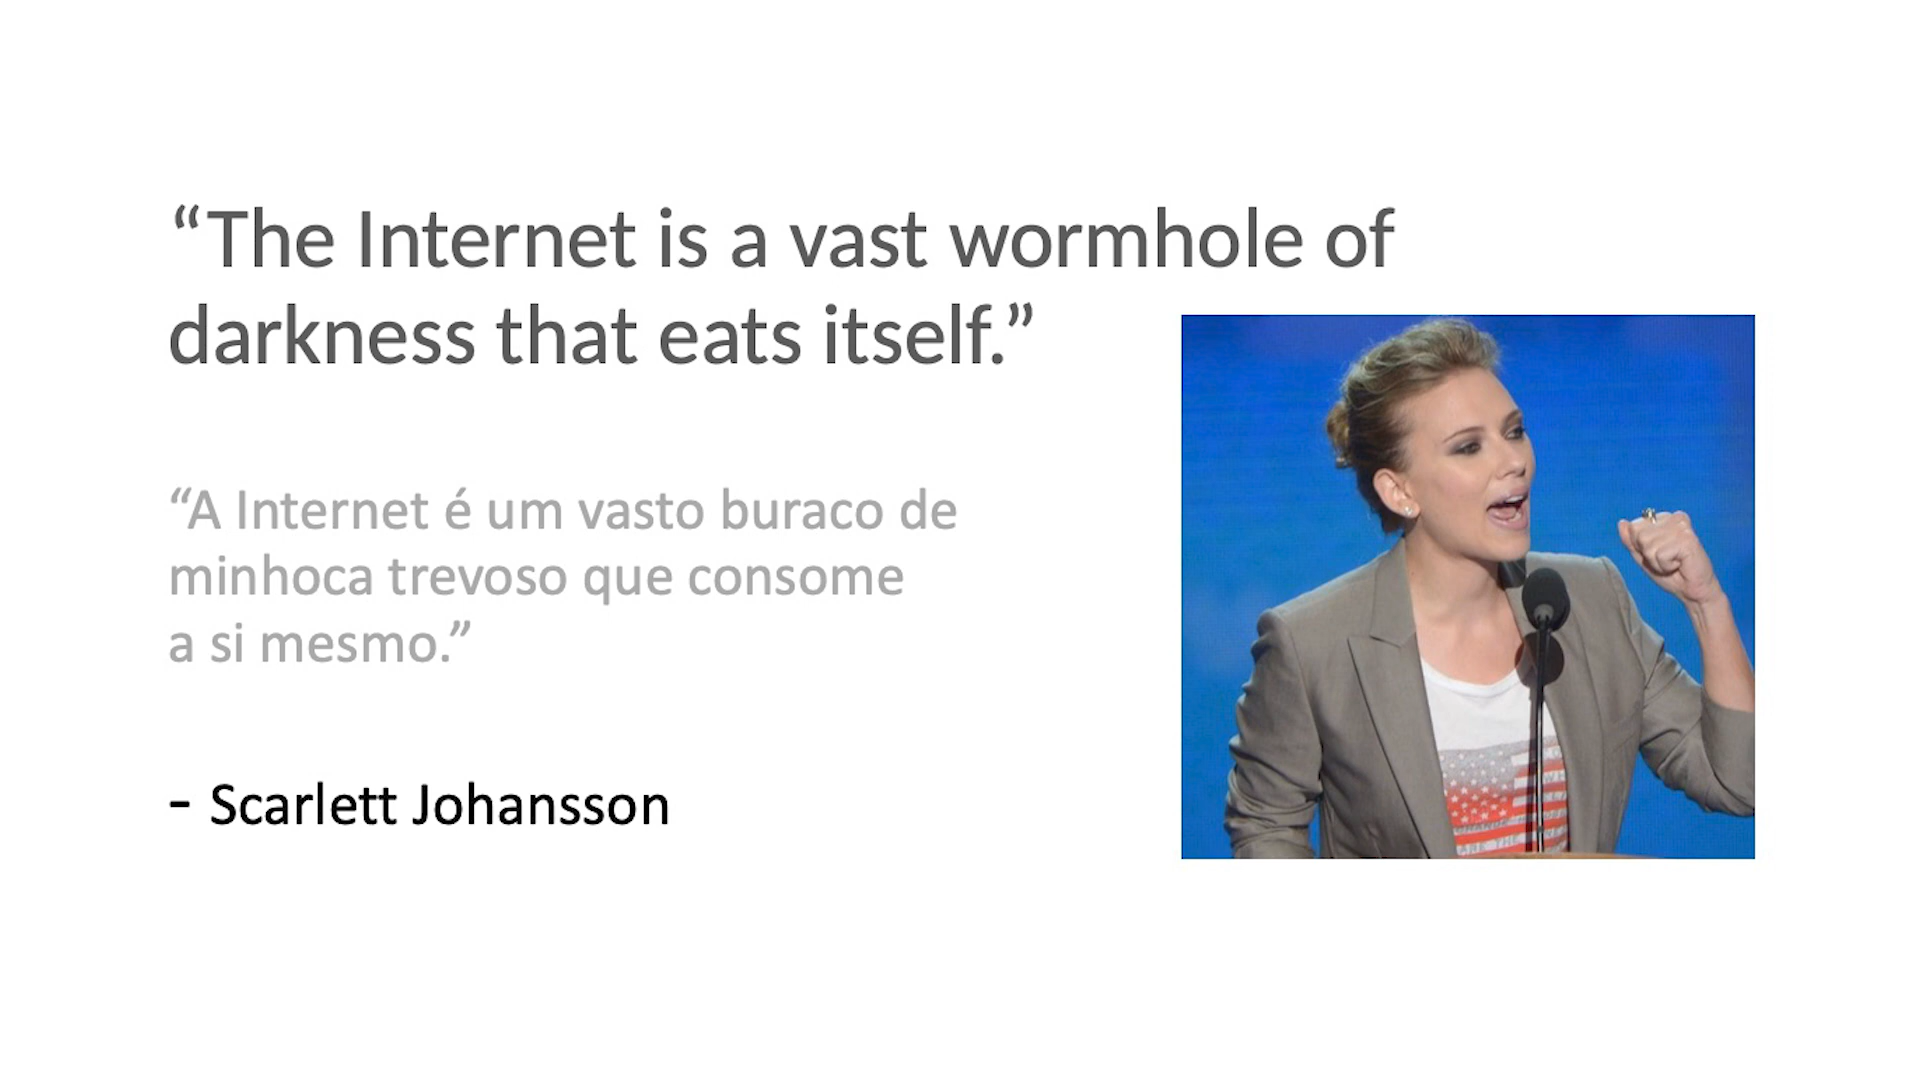 “The Internet is a vast wormhole of
darkness that eats itself.”
“A Internet é um vasto buraco de
minhoca trevoso que consome
a si mesmo.”
- Scarlett Johansson